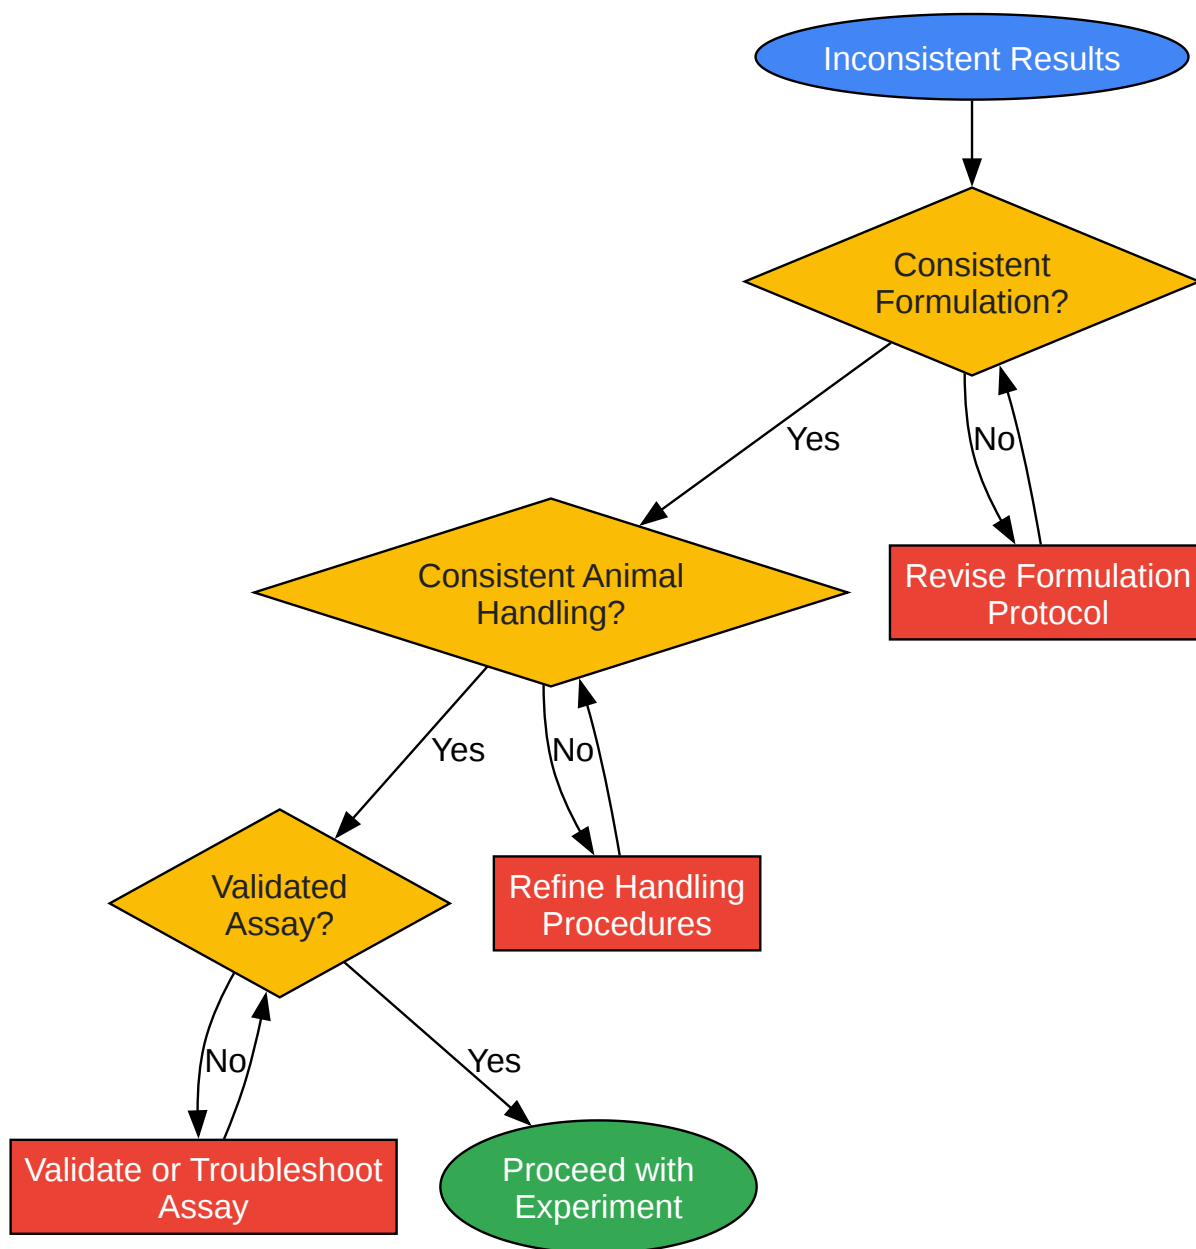 Inconsistent Results
Consistent
Formulation?
Yes
No
Consistent Animal
Handling?
Revise Formulation
Protocol
Yes
No
Validated
Assay?
Refine Handling
Procedures
No
Yes
Validate or Troubleshoot
Assay
Proceed with
Experiment